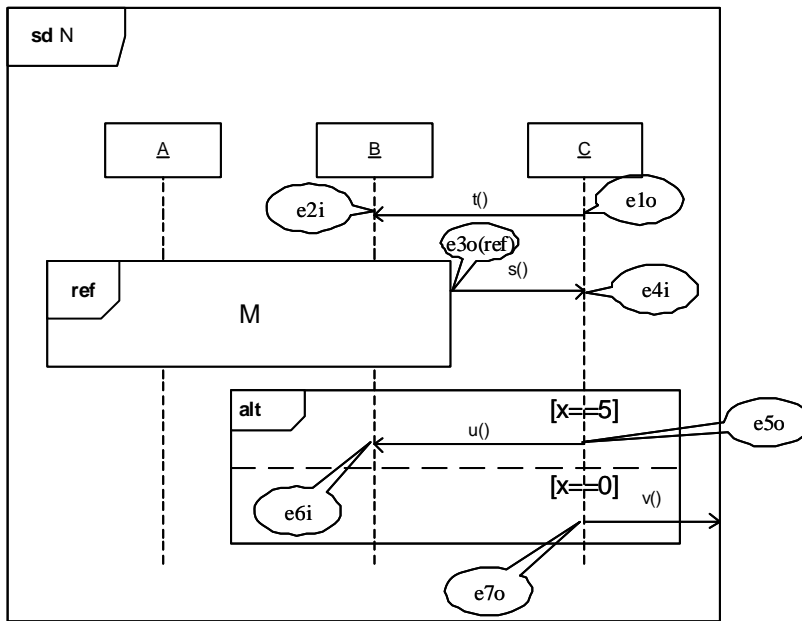 sd N
A
B
C
t()
e1o
e2i
e3o(ref)
s()
ref
M
e4i
alt
[x==5]
u()
e5o
[x==0]
v()
e6i
e7o